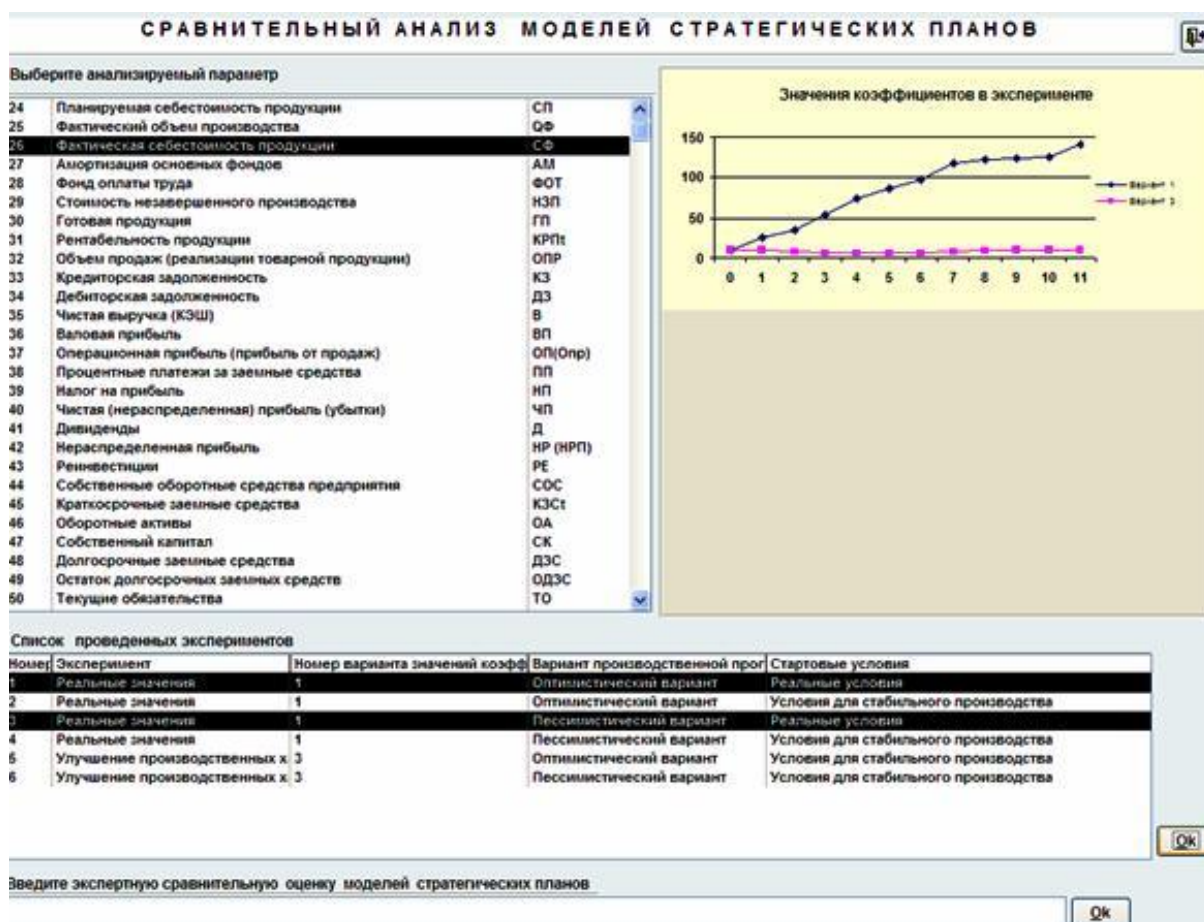 СРАВНИТЕЛЬНЫЙ АНАЛИЗ МОДЕЛЕЙ СТРАТЕГИЧЕСКИХ ПЛАНОВ
Выберите анализируемый параметр
24 Планируемая себестоимость продукции СП
25 Фактический объем производства QФ
26 Фактическая себестоимость продукции СФ
27 Амортизация основных фондов АМ
28 Фонд оплаты труда ФОТ
29 Стоимость незавершенного производства НЗП
30 Готовая продукция ГП
31 Рентабельность продукции КРПt
32 Объем продаж (реализации товарной продукции) ОПР
33 Кредиторская задолженность КЗ
34 Дебиторская задолженность ДЗ
35 Чистая выручка (КЭШ) В
36 Валовая прибыль ВП
37 Операционная прибыль (прибыль от продаж) ОП(Опр)
38 Процентные платежи за заемные средства ПП
39 Налог на прибыль НП
40 Чистая (нераспределенная) прибыль (убытки) ЧП
41 Дивиденды Д
42 Нераспределенная прибыль НР (НРП)
43 Реинвестиции РЕ
44 Собственные оборотные средства предприятия СОС
45 Краткосрочные заемные средства КЗСt
46 Оборотные активы ОА
47 Собственный капитал СК
48 Долгосрочные заемные средства ДЗС
49 Остаток долгосрочных заемных средств ОДЗС
50 Текущие обязательства ТО
Значения коэффициентов в эксперименте
150
100
50
0
0 1 2 3 4 5 6 7 8 9 10 11
Вариант 1
Вариант 3
Список проведенных экспериментов
Номер Эксперимент Номер варианта значений коэфф Вариант производственной прог Стартовые условия
1 Реальные значения 1 Оптимистический вариант Реальные условия
2 Реальные значения 1 Оптимистический вариант Условия для стабильного производства
3 Реальные значения 1 Пессимистический вариант Реальные условия
4 Реальные значения 1 Пессимистический вариант Условия для стабильного производства
5 Улучшение производственных х 3 Оптимистический вариант Условия для стабильного производства
6 Улучшение производственных х 3 Пессимистический вариант Условия для стабильного производства
Ok
Введите экспертную сравнительную оценку моделей стратегических планов
Ok